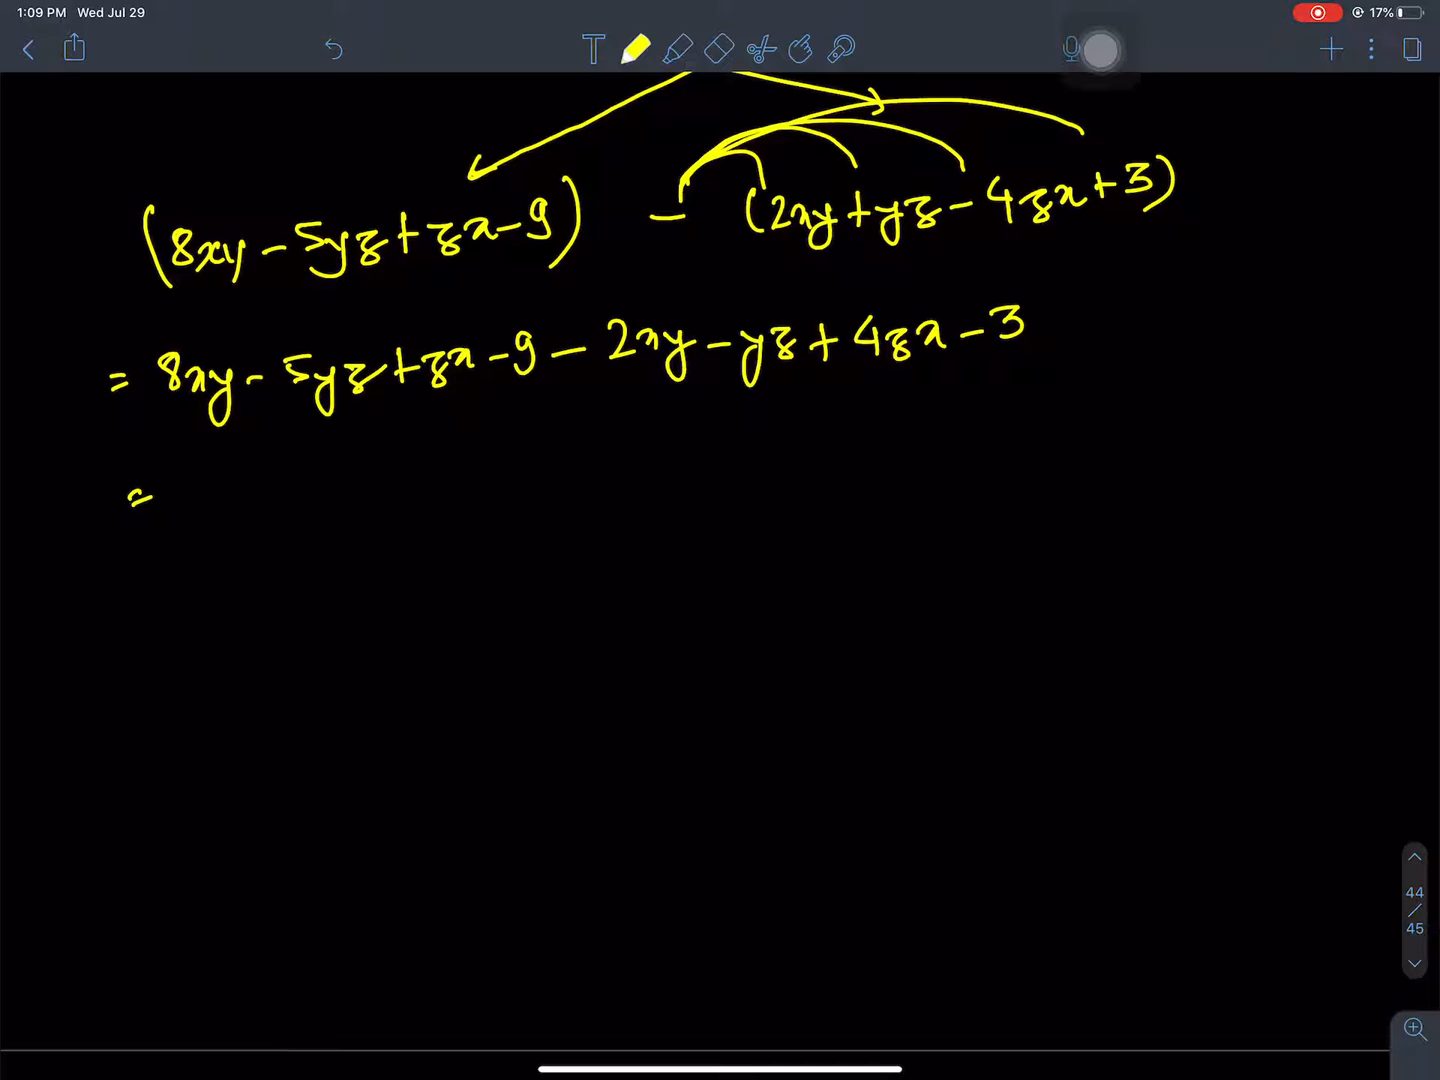 1:09 PM Wed Jul 29
17%
T
(8xy - 5yz + zx - 9) - (2xy + yz - 4zx + 3)
= 8xy - 5yz + zx - 9 - 2xy - yz + 4zx - 3
=
44
/
45